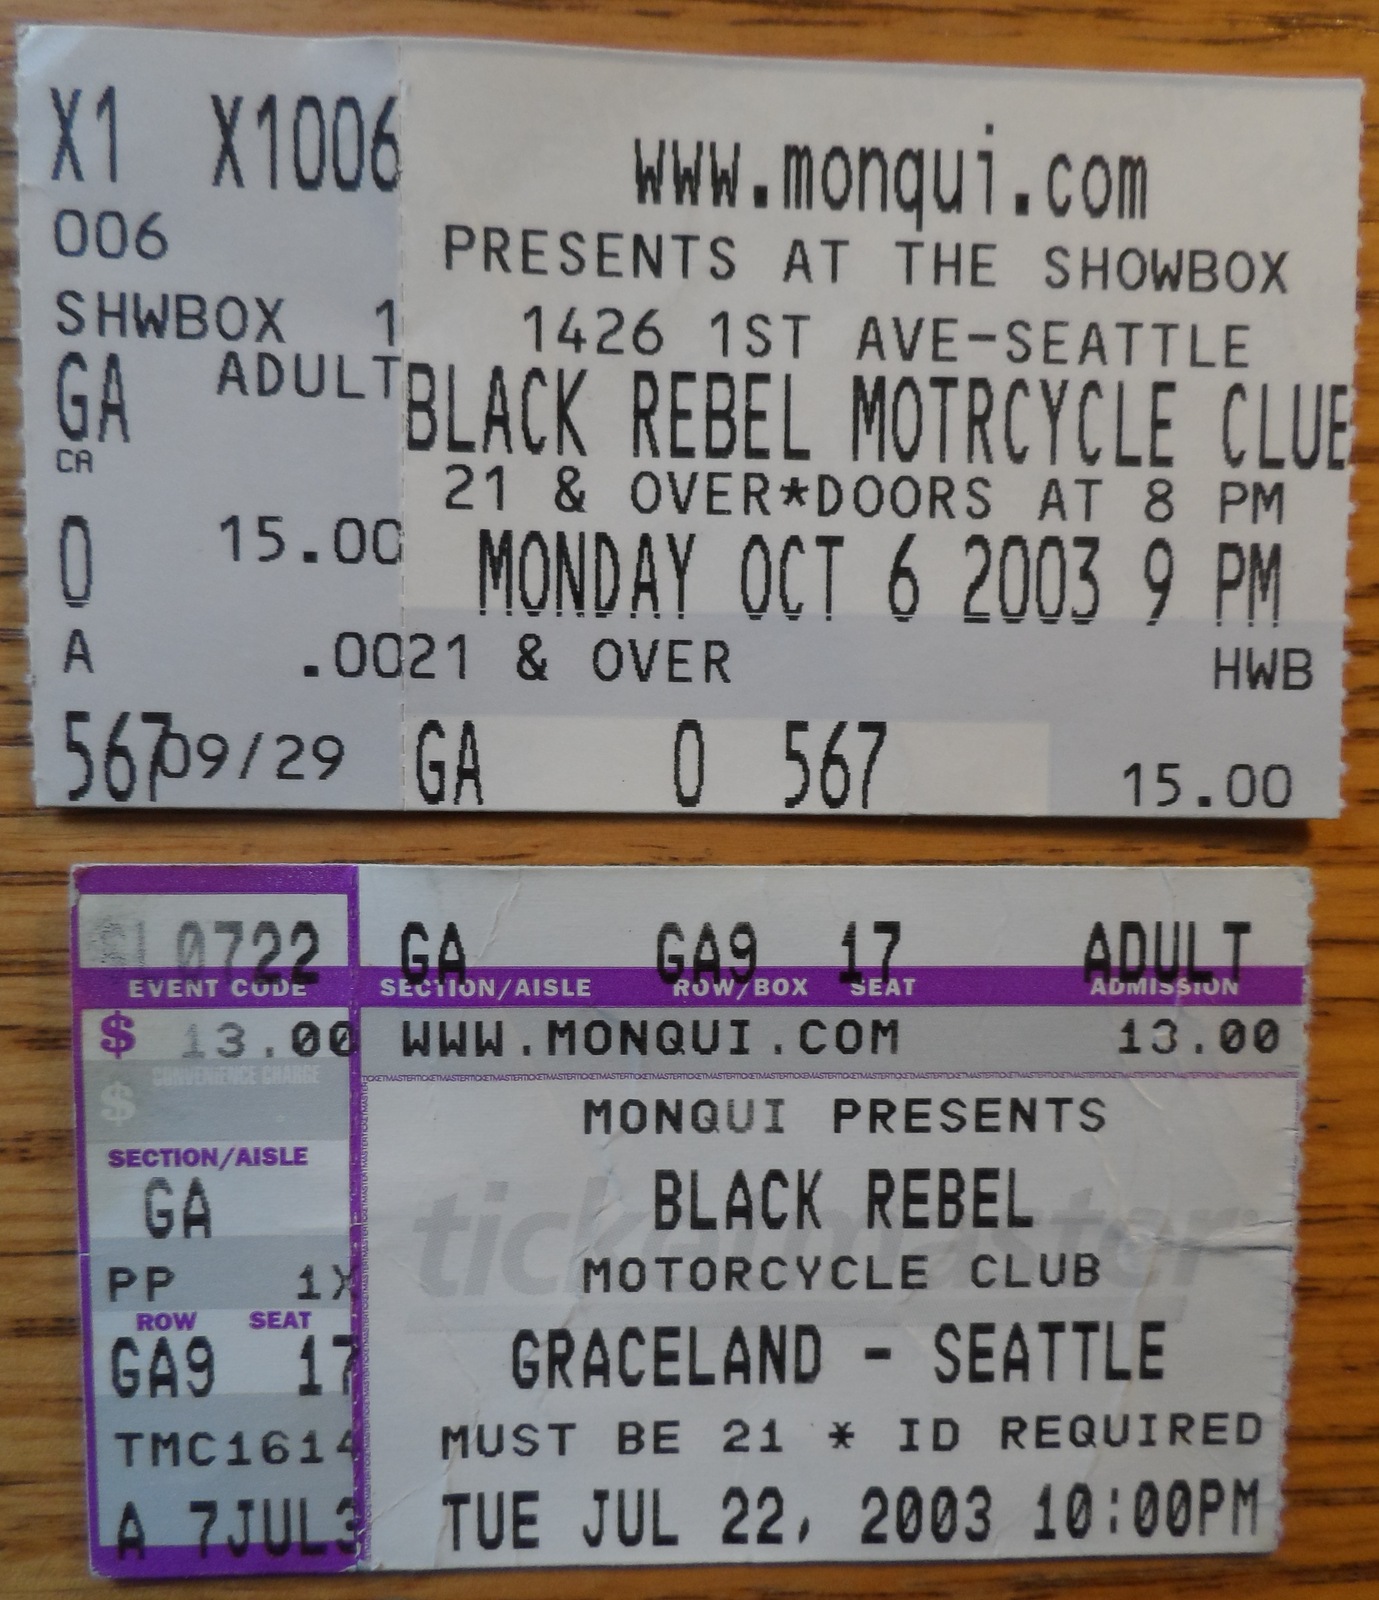 X1 X1006
006
SHWBOX 1
GA ADULT
CA
0 15.00
A .00
567 09/29
www.monqui.com
PRESENTS AT THE SHOWBOX
1426 1ST AVE-SEATTLE
BLACK REBEL MOTRCYCLE CLUB
21 & OVER*DOORS AT 8 PM
MONDAY OCT 6 2003 9 PM
21 & OVER HWB
GA 0 567 15.00
0722
EVENT CODE
$ 13.00
CONVENIENCE CHARGE
$
SECTION/AISLE
GA
PP 1X
ROW SEAT
GA9 17
TMC1614
A 7JUL3
GA GA9 17 ADULT
SECTION/AISLE ROW/BOX SEAT ADMISSION
WWW.MONQUI.COM 13.00
TICKETMASTERTICKETMASTERTICKETMASTERTICKETMASTER
MONQUI PRESENTS
BLACK REBEL
ticketmaster
MOTORCYCLE CLUB
GRACELAND - SEATTLE
MUST BE 21 * ID REQUIRED
TUE JUL 22, 2003 10:00PM